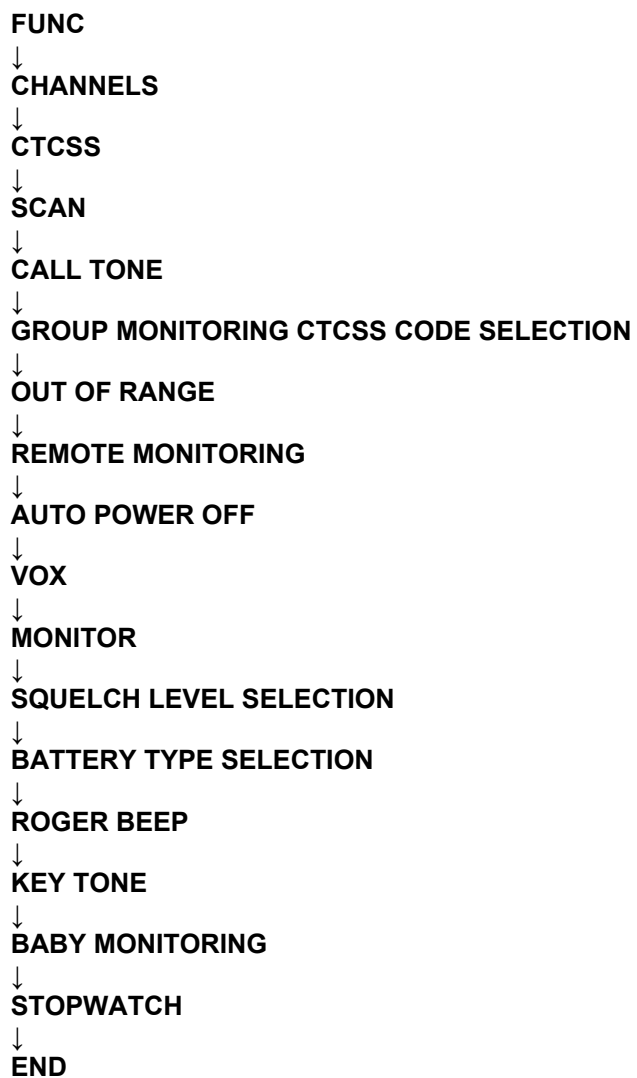 FUNC
↓
CHANNELS
↓
CTCSS
↓
SCAN
↓
CALL TONE
↓
GROUP MONITORING CTCSS CODE SELECTION
↓
OUT OF RANGE
↓
REMOTE MONITORING
↓
AUTO POWER OFF
↓
VOX
↓
MONITOR
↓
SQUELCH LEVEL SELECTION
↓
BATTERY TYPE SELECTION
↓
ROGER BEEP
↓
KEY TONE
↓
BABY MONITORING
↓
STOPWATCH
↓
END